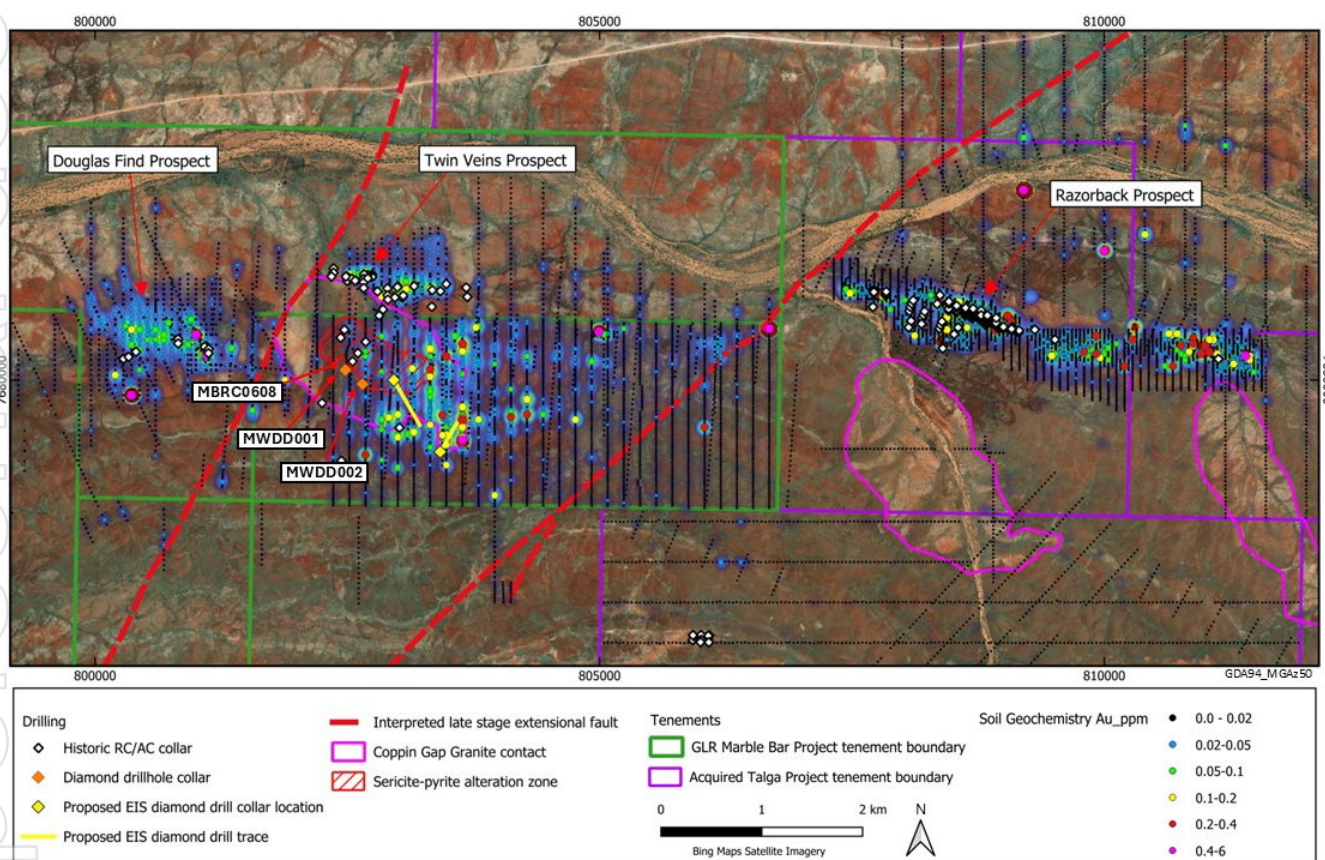 800000
805000
810000
Douglas Find Prospect
Twin Veins Prospect
Razorback Prospect
MBRC0608
MWDD001
MWDD002
800000
805000
810000
GDA94_MGAz50
Drilling
Historic RC/AC collar
Diamond drillhole collar
Proposed EIS diamond drill collar location
Proposed EIS diamond drill trace
Interpreted late stage extensional fault
Coppin Gap Granite contact
Sericite-pyrite alteration zone
Tenements
GLR Marble Bar Project tenement boundary
Acquired Talga Project tenement boundary
0 1 2 km
Bing Maps Satellite Imagery
N
Soil Geochemistry Au_ppm
0.0 - 0.02
0.02-0.05
0.05-0.1
0.1-0.2
0.2-0.4
0.4-6